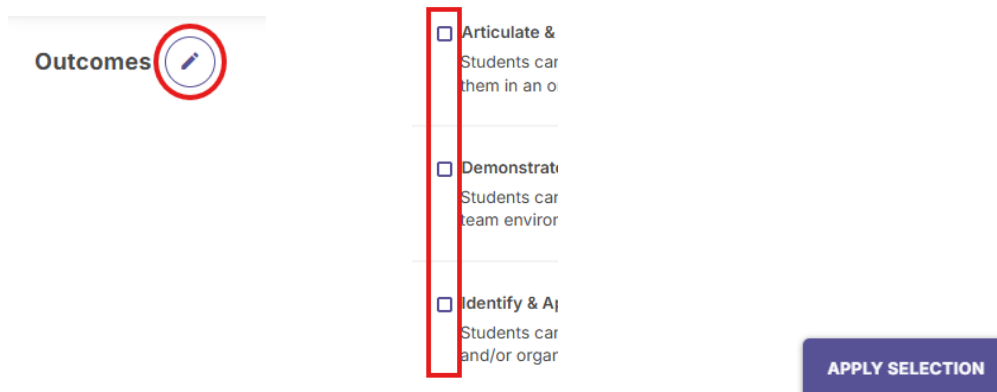 Outcomes
Articulate &
Students car
them in an o
Demonstrate
Students car
team enviror
Identify & A
Students car
and/or orgar
APPLY SELECTION